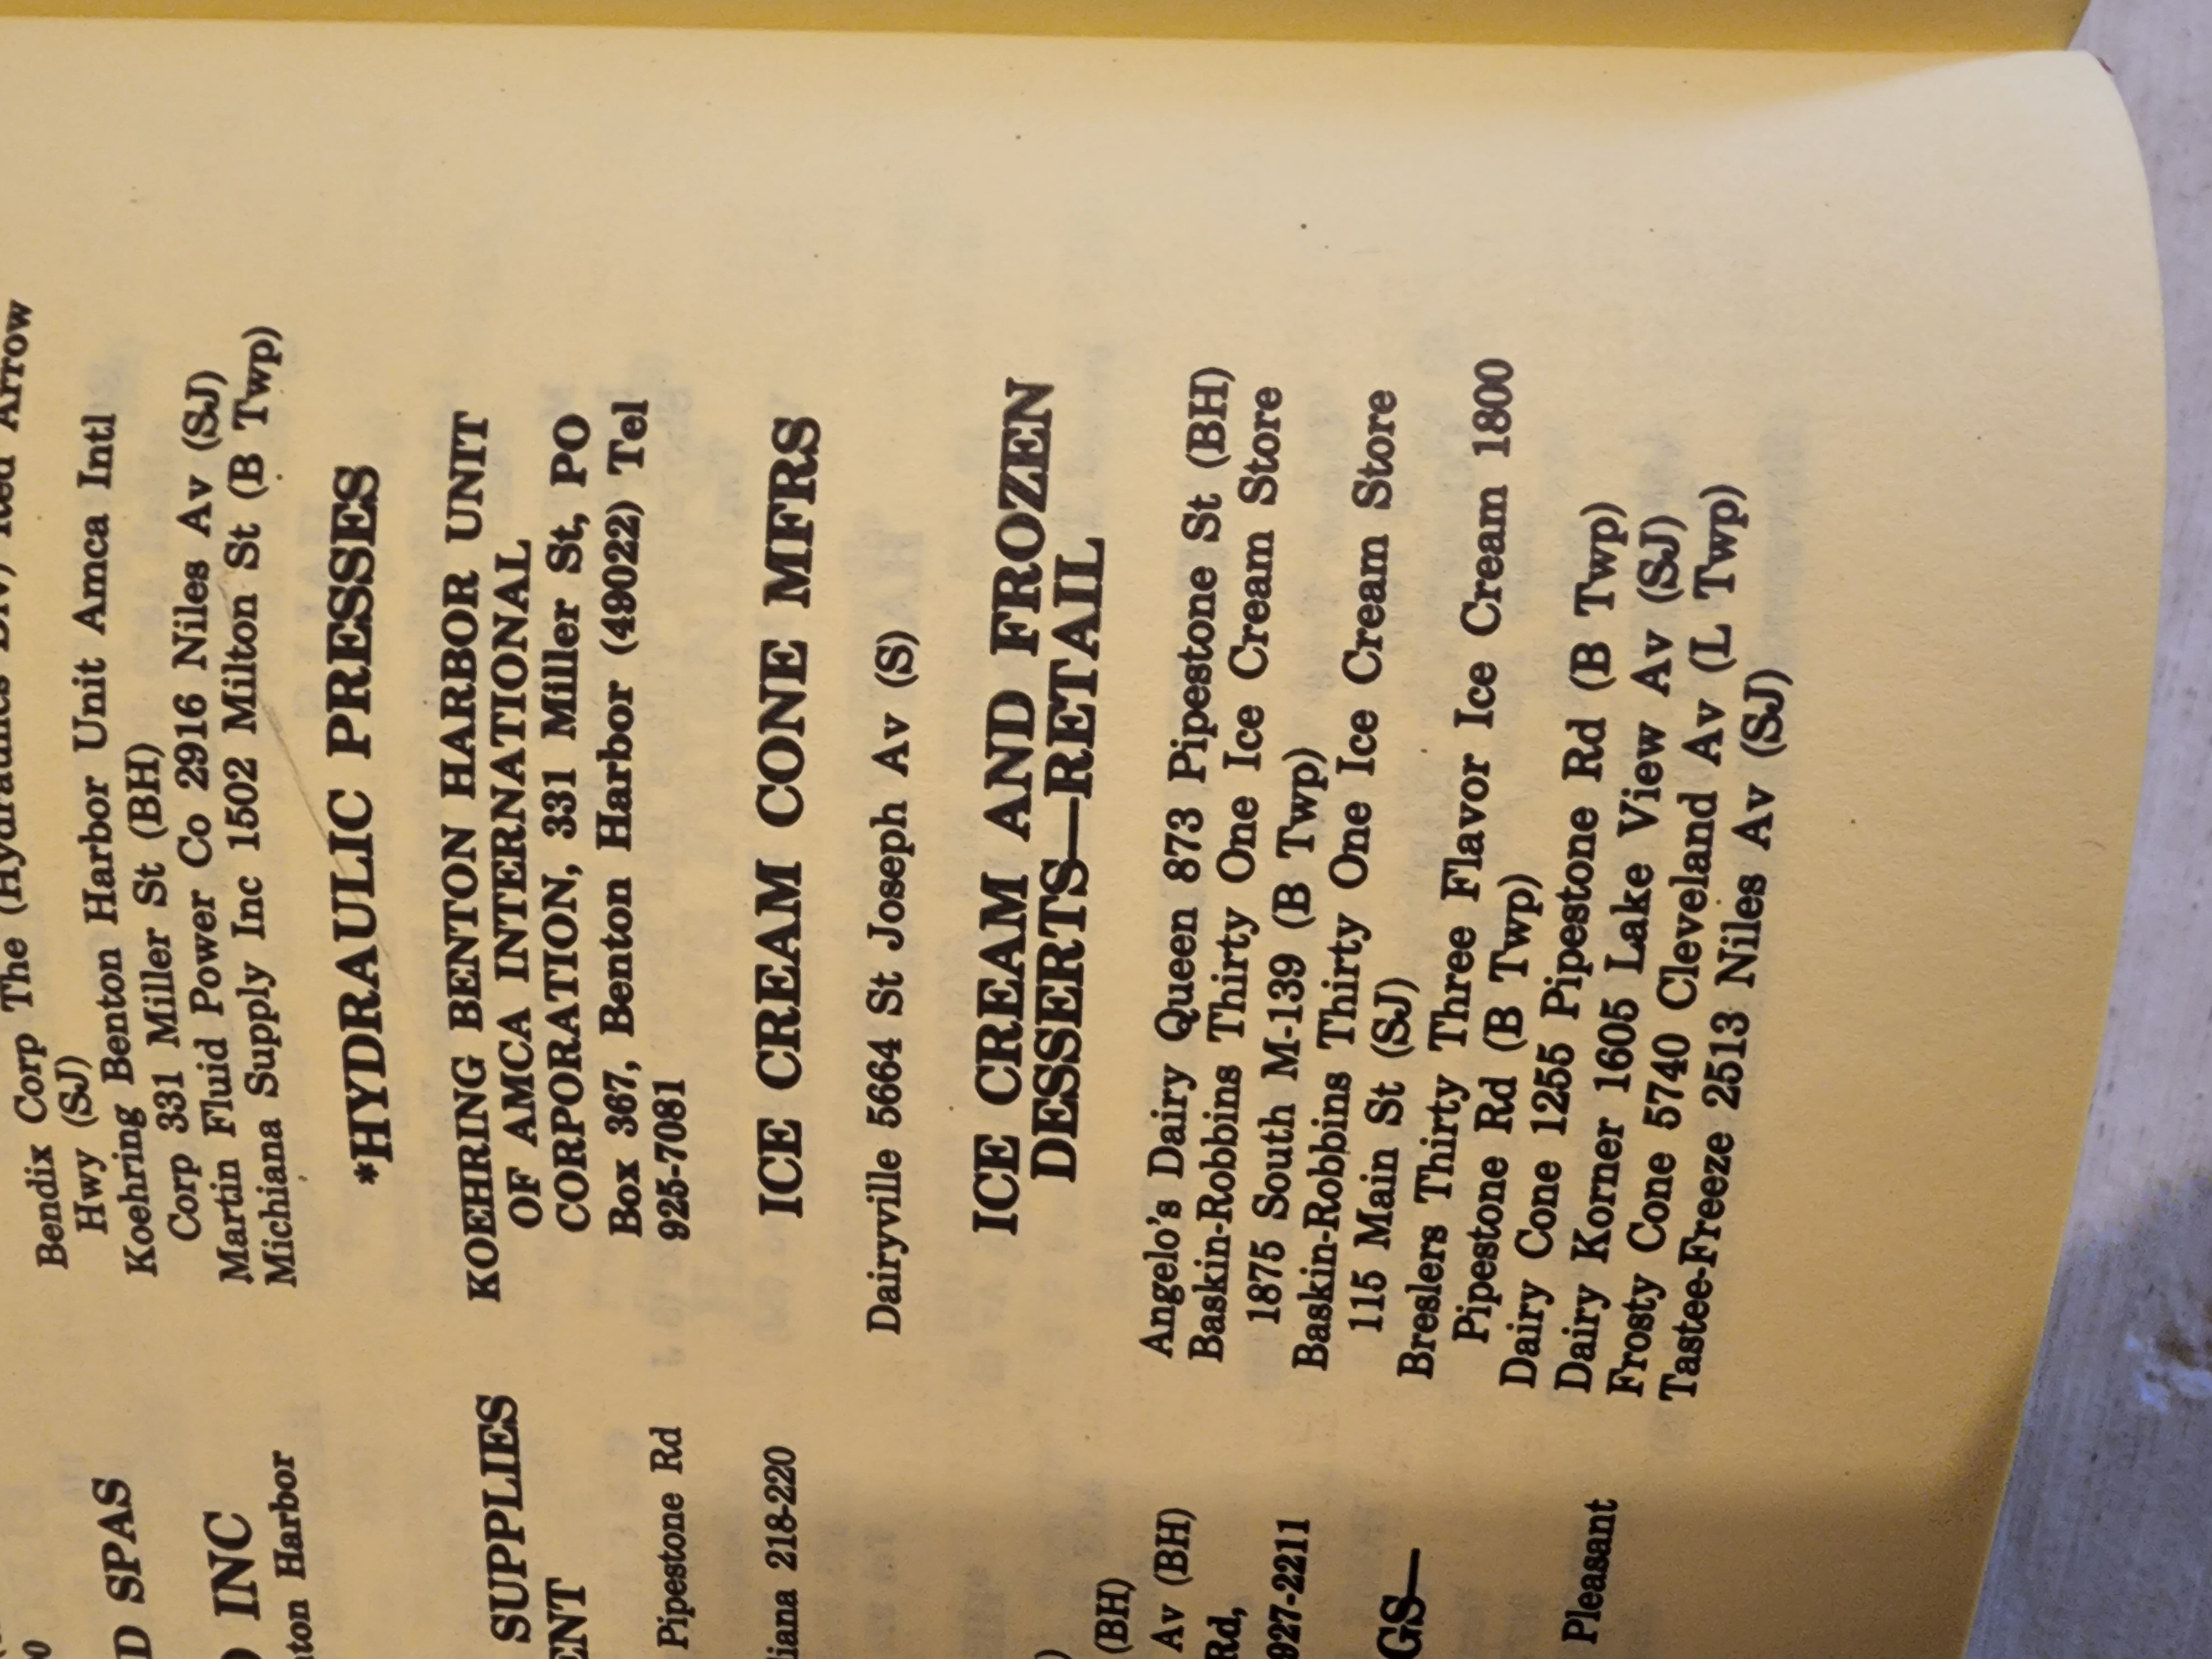 Bendix Corp The (Hydraulics Div) Red Arrow
Hwy (SJ)
Koehring Benton Harbor Unit Amca Intl
Corp 331 Miller St (BH)
Martin Fluid Power Co 2916 Niles Av (SJ)
Michiana Supply Inc 1502 Milton St (B Twp)
*HYDRAULIC PRESSES
KOEHRING BENTON HARBOR UNIT
OF AMCA INTERNATIONAL
CORPORATION, 331 Miller St, PO
Box 367, Benton Harbor (49022) Tel
925-7081
ICE CREAM CONE MFRS
Dairyville 5664 St Joseph Av (S)
ICE CREAM AND FROZEN
DESSERTS—RETAIL
Angelo's Dairy Queen 873 Pipestone St (BH)
Baskin-Robbins Thirty One Ice Cream Store
1875 South M-139 (B Twp)
Baskin-Robbins Thirty One Ice Cream Store
115 Main St (SJ)
Breslers Thirty Three Flavor Ice Cream 1800
Pipestone Rd (B Twp)
Dairy Cone 1255 Pipestone Rd (B Twp)
Dairy Korner 1605 Lake View Av (SJ)
Frosty Cone 5740 Cleveland Av (L Twp)
Tastee-Freeze 2513 Niles Av (SJ)
D SPAS
) INC
nton Harbor
SUPPLIES
ENT
Pipestone Rd
iana 218-220
(BH)
Av (BH)
Rd,
927-2211
GS—
Pleasant